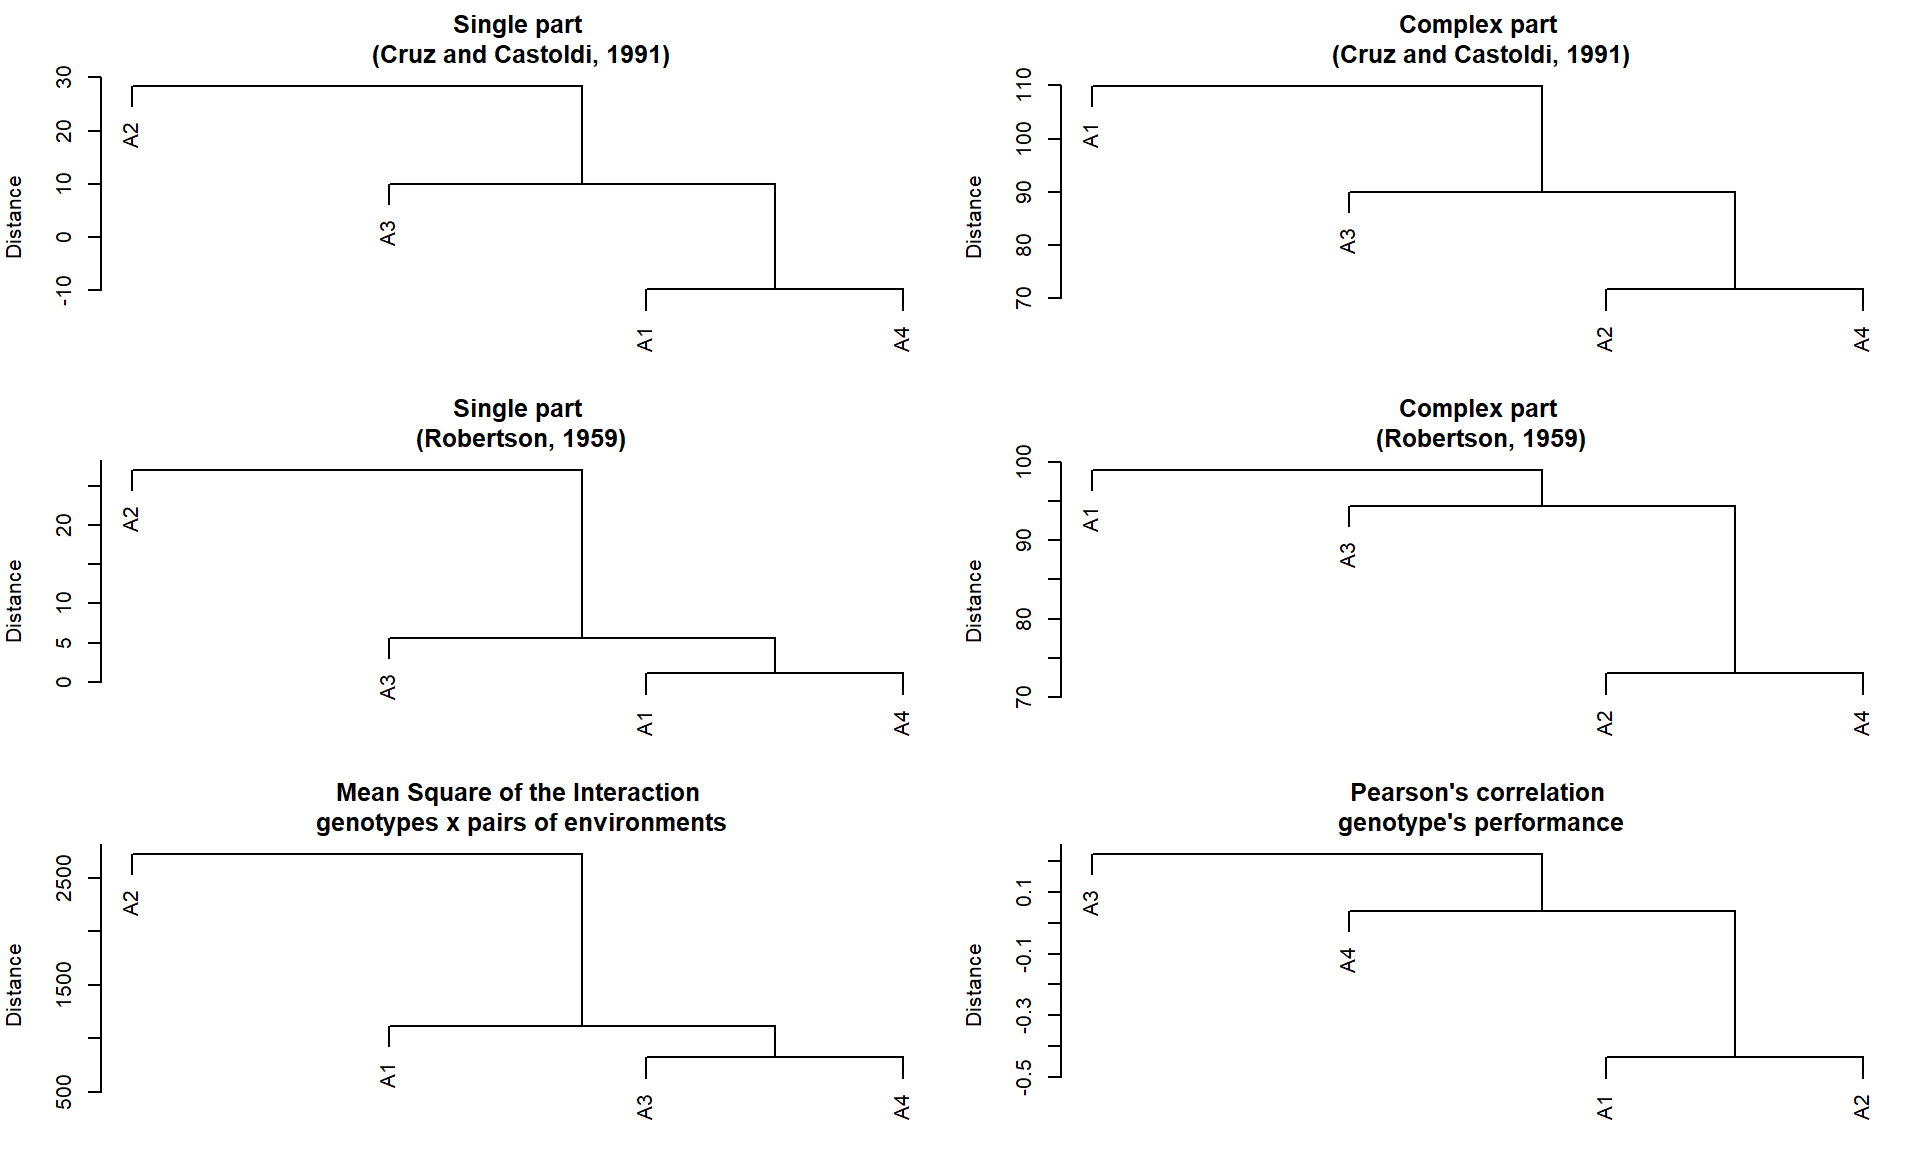 Single part
(Cruz and Castoldi, 1991)
Distance
30
20
10
0
-10
A2
A3
A1
A4
Complex part
(Cruz and Castoldi, 1991)
Distance
110
100
90
80
70
A1
A3
A2
A4
Single part
(Robertson, 1959)
Distance
20
10
5
0
A2
A3
A1
A4
Complex part
(Robertson, 1959)
Distance
100
90
80
70
A1
A3
A2
A4
Mean Square of the Interaction
genotypes x pairs of environments
Distance
2500
1500
500
A2
A1
A3
A4
Pearson's correlation
genotype's performance
Distance
0.1
-0.1
-0.3
-0.5
A3
A4
A1
A2